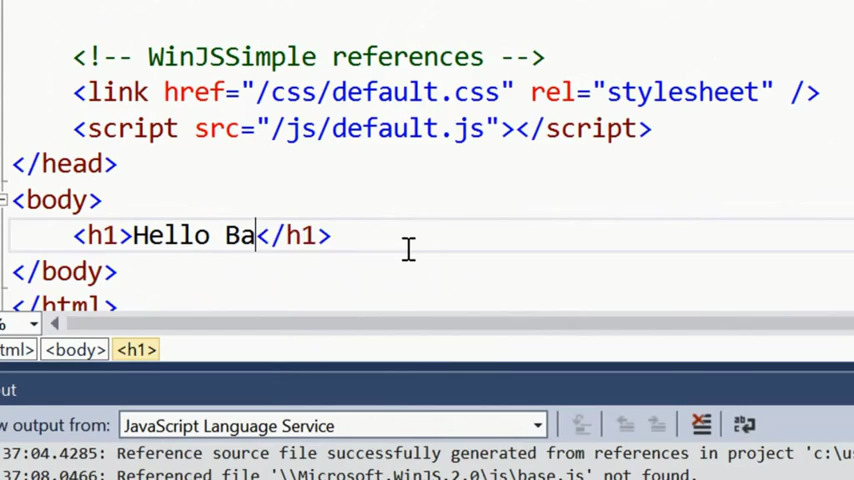 <!-- WinJSSimple references -->
<link href="/css/default.css" rel="stylesheet" />
<script src="/js/default.js"></script>
</head>
<body>
<h1>Hello Ba</h1>
</body>
</html>
%
tml> <body> <h1>
ut
w output from: JavaScript Language Service
37:04.4285: Reference source file successfully generated from references in project 'c:\u
37:08.0466: Referenced file '\\Microsoft.WinJS.2.0\js\base.js' not found.